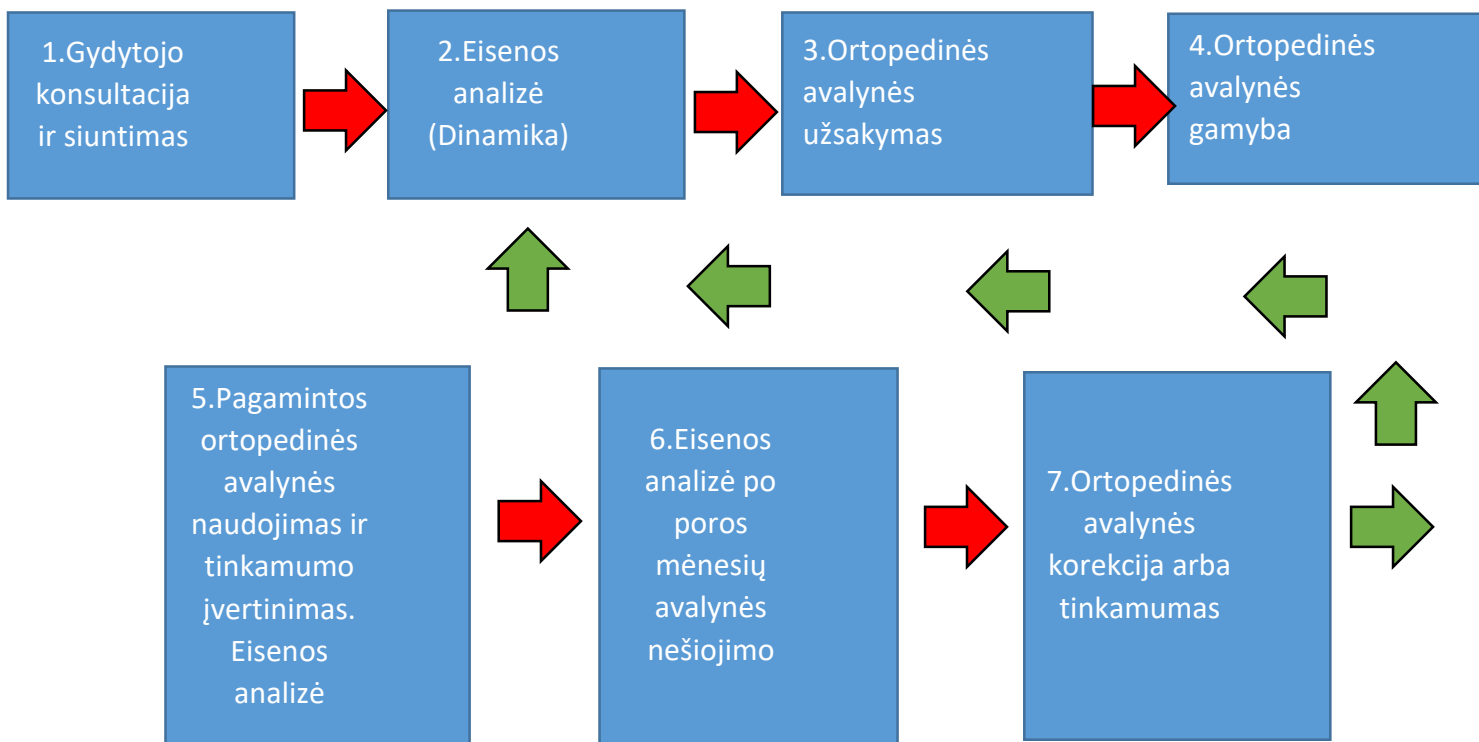 1.Gydytojo
konsultacija
ir siuntimas
2.Eisenos
analizė
(Dinamika)
3.Ortopedinės
avalynės
užsakymas
4.Ortopedinės
avalynės
gamyba
5.Pagamintos
ortopedinės
avalynės
naudojimas ir
tinkamumo
įvertinimas.
Eisenos
analizė
6.Eisenos
analizė po
poros
mėnesių
avalynės
nešiojimo
7.Ortopedinės
avalynės
korekcija arba
tinkamumas